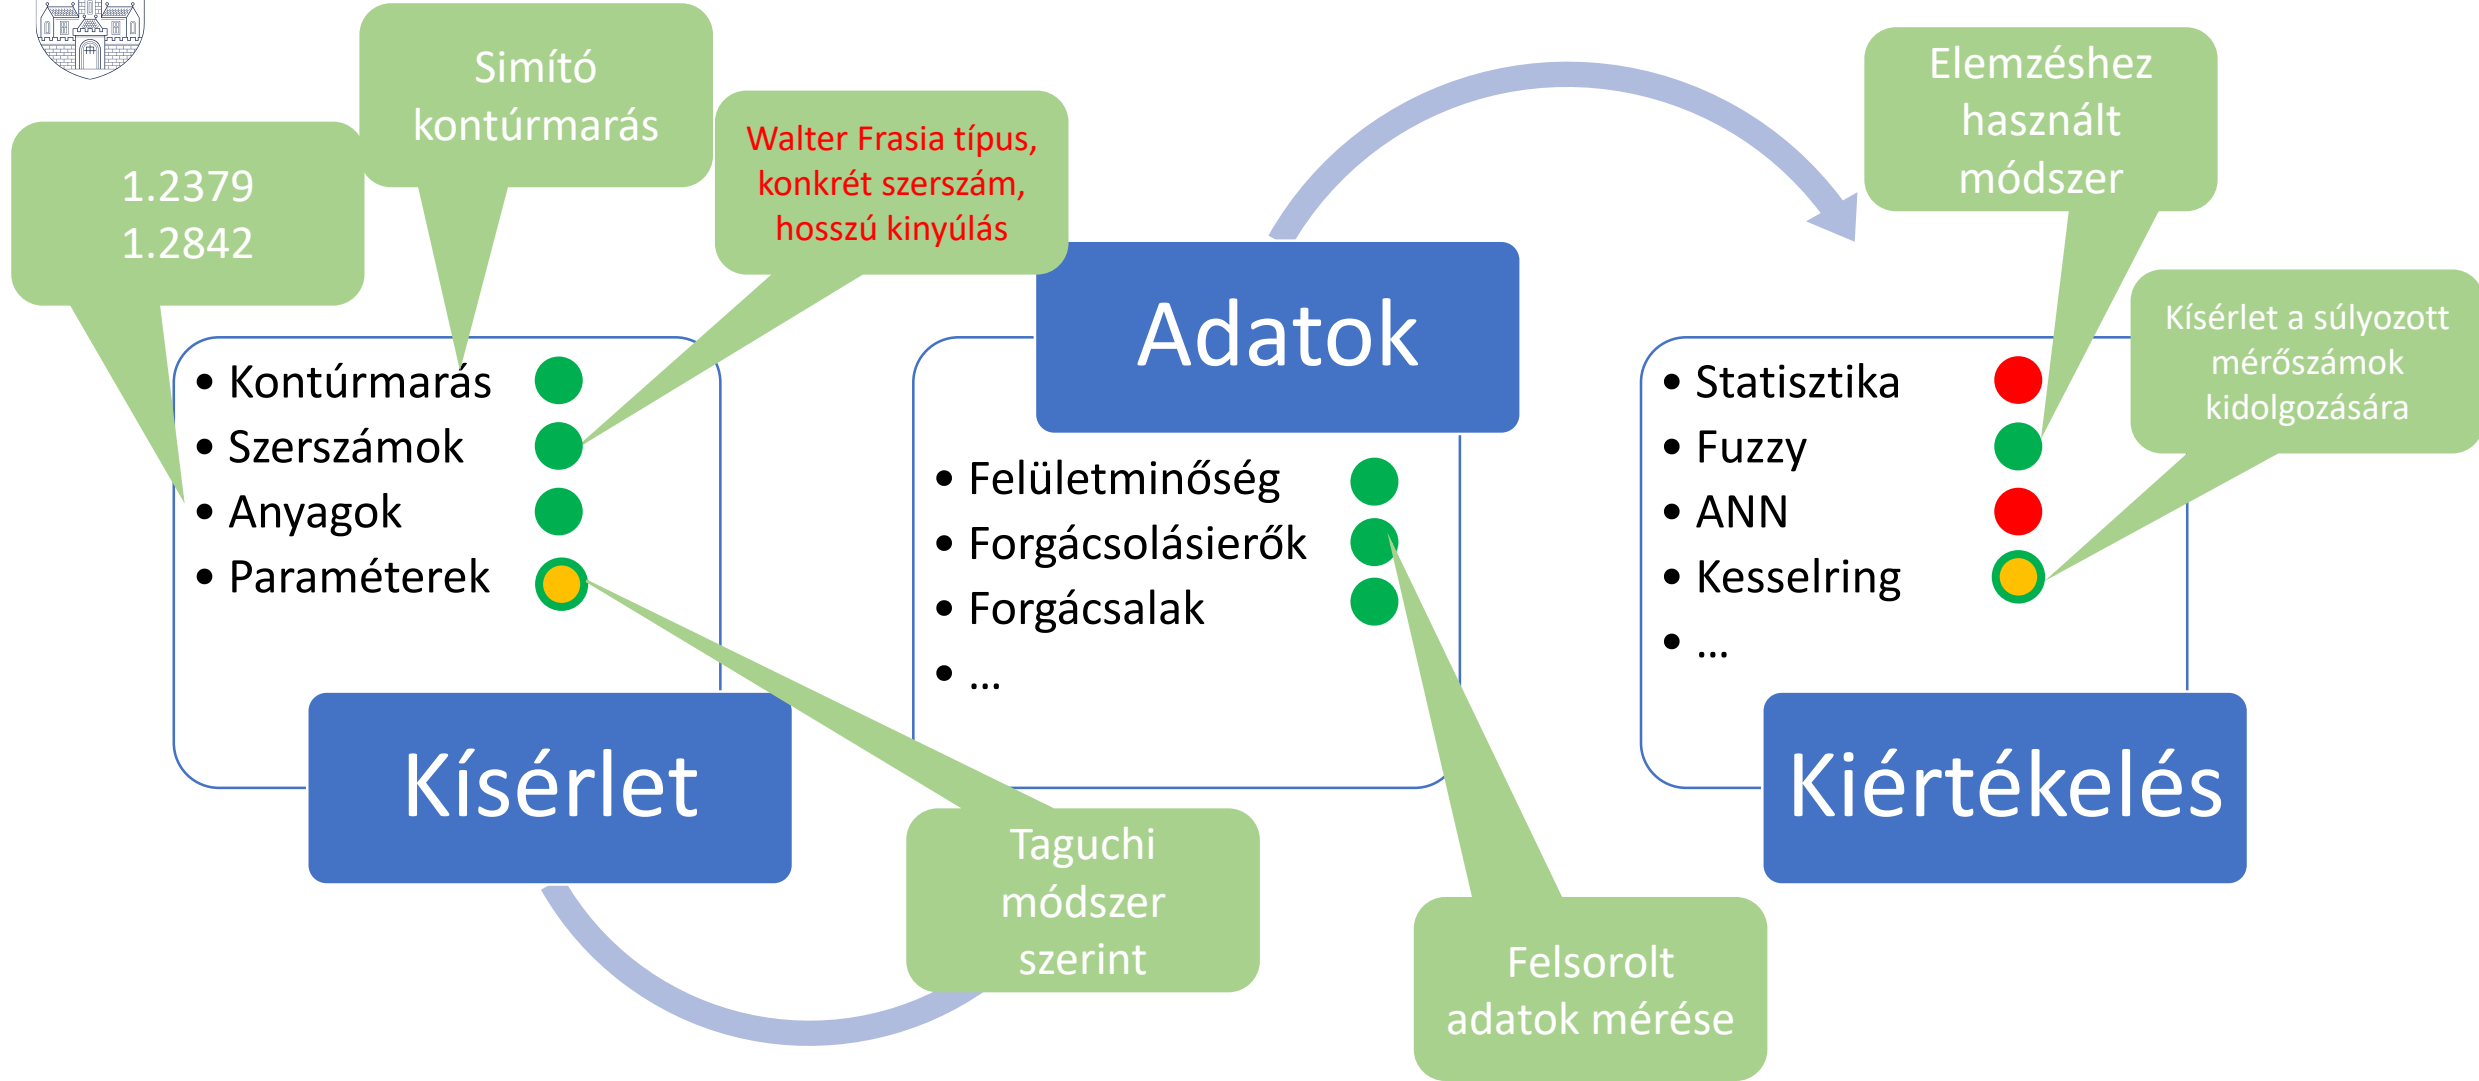 Simító
kontúrmarás
1.2379
1.2842
Walter Frasia típus,
konkrét szerszám,
hosszú kinyúlás
• Kontúrmarás
• Szerszámok
• Anyagok
• Paraméterek
Kísérlet
Taguchi
módszer
szerint
Adatok
• Felületminőség
• Forgácsolásierők
• Forgácsalak
• ...
Felsorolt
adatok mérése
Elemzéshez
használt
módszer
Kísérlet a súlyozott
mérőszámok
kidolgozására
• Statisztika
• Fuzzy
• ANN
• Kesselring
• ...
Kiértékelés